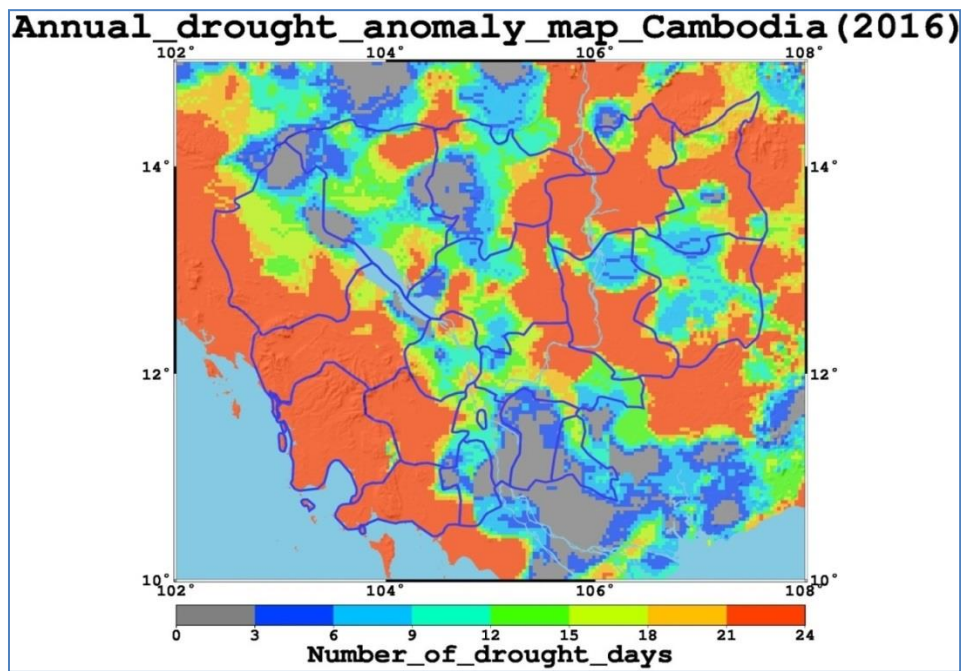 Annual_drought_anomaly_map_Cambodia(2016)
102° 104° 106° 108°
14° 14°
12° 12°
10° 10°
102° 104° 106° 108°
0 3 6 9 12 15 18 21 24
Number_of_drought_days